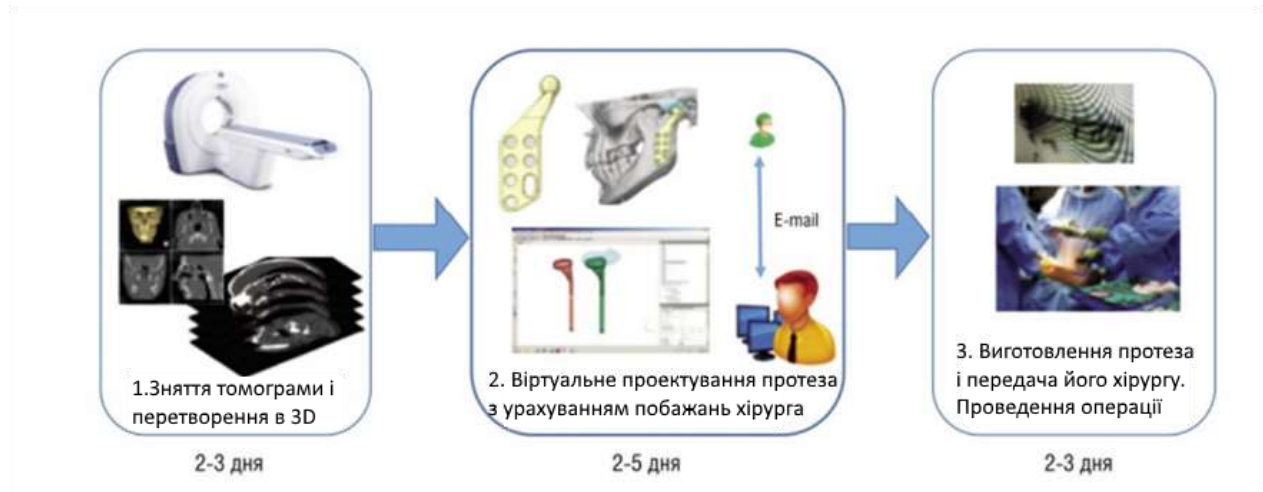 E-mail
1.Зняття томограми і
перетворення в 3D
2. Віртуальне проектування протеза
з урахуванням побажань хірурга
3. Виготовлення протеза
і передача його хірургу.
Проведення операції
2-3 дня
2-5 дня
2-3 дня